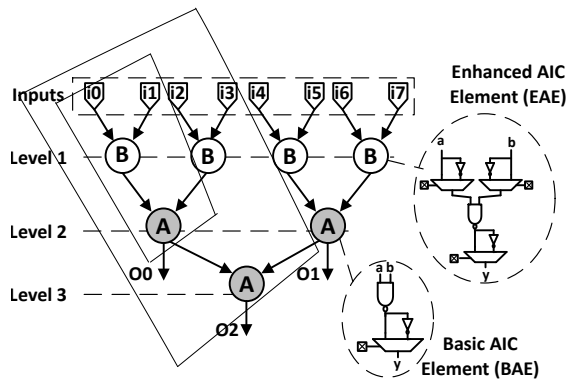 Inputs
i0 i1 i2 i3 i4 i5 i6 i7
Level 1
B B B B
Level 2
A A
O0 O1
Level 3
A
O2
Enhanced AIC
Element (EAE)
a b
y
a b
y
Basic AIC
Element (BAE)